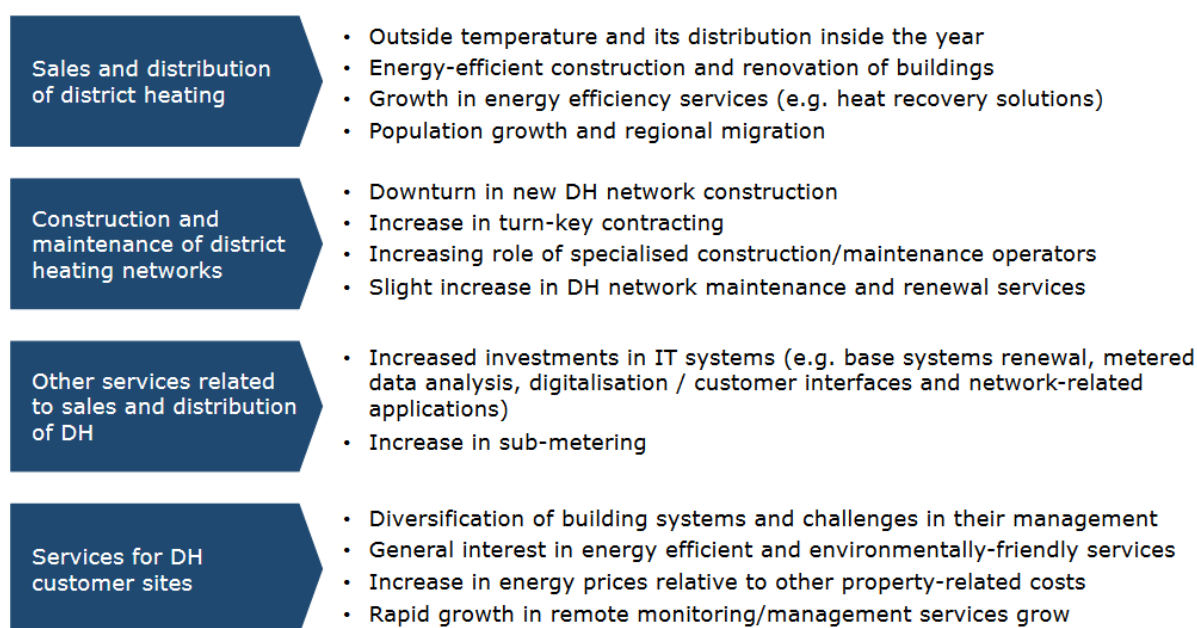 Sales and distribution
of district heating
• Outside temperature and its distribution inside the year
• Energy-efficient construction and renovation of buildings
• Growth in energy efficiency services (e.g. heat recovery solutions)
• Population growth and regional migration
Construction and
maintenance of district
heating networks
• Downturn in new DH network construction
• Increase in turn-key contracting
• Increasing role of specialised construction/maintenance operators
• Slight increase in DH network maintenance and renewal services
Other services related
to sales and distribution
of DH
• Increased investments in IT systems (e.g. base systems renewal, metered
data analysis, digitalisation / customer interfaces and network-related
applications)
• Increase in sub-metering
Services for DH
customer sites
• Diversification of building systems and challenges in their management
• General interest in energy efficient and environmentally-friendly services
• Increase in energy prices relative to other property-related costs
• Rapid growth in remote monitoring/management services grow